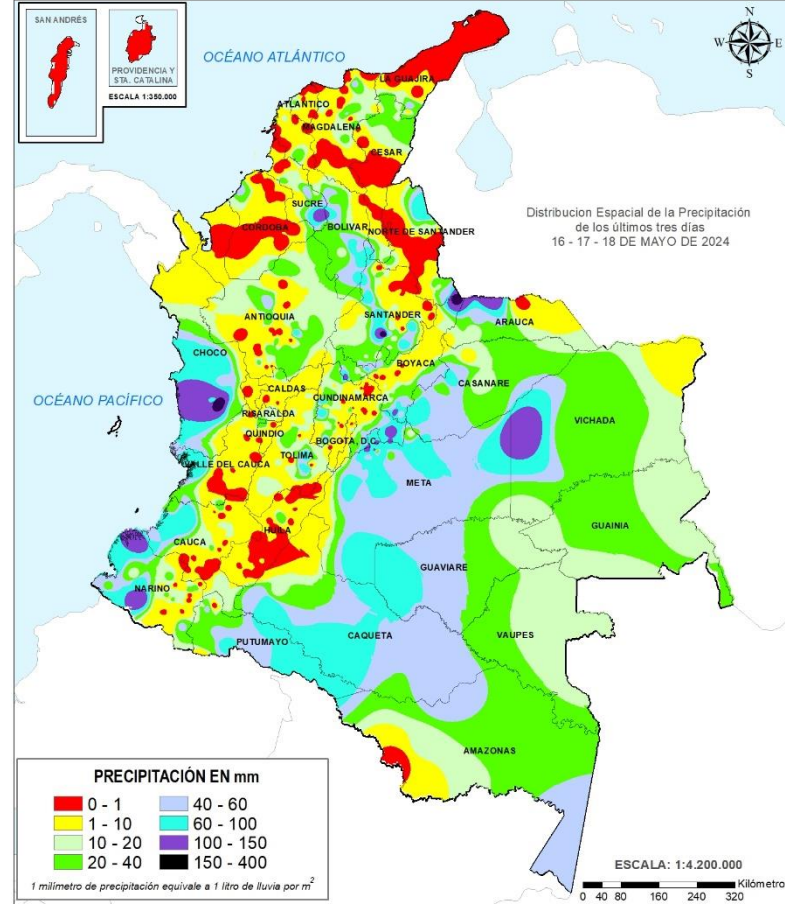 SAN ANDRÉS
PROVIDENCIA Y
STA. CATALINA
ESCALA 1:350.000
OCÉANO ATLÁNTICO
N
W
E
S
LA GUAJIRA
ATLÁNTICO
MAGDALENA
CESAR
Distribucion Espacial de la Precipitación
de los últimos tres días
16 - 17 - 18 DE MAYO DE 2024
SUCRE
CORDOBA
BOLIVAR
NORTE DE SANTANDER
ANTIOQUIA
SANTANDER
ARAUCA
CHOCO
BOYACA
CASANARE
OCÉANO PACÍFICO
CALDAS
CUNDINAMARCA
RISARALDA
VICHADA
QUINDIO
BOGOTA, D.C.
TOLIMA
VALLE DEL CAUCA
META
GUAINIA
HUILA
CAUCA
GUAVIARE
NARIÑO
PUTUMAYO
CAQUETA
VAUPES
AMAZONAS
PRECIPITACIÓN EN mm
0 - 1
40 - 60
1 - 10
60 - 100
10 - 20
100 - 150
20 - 40
150 - 400
1 milímetro de precipitación equivale a 1 litro de lluvia por m2
ESCALA: 1:4.200.000
Kilómetro
0 40 80 160 240 320